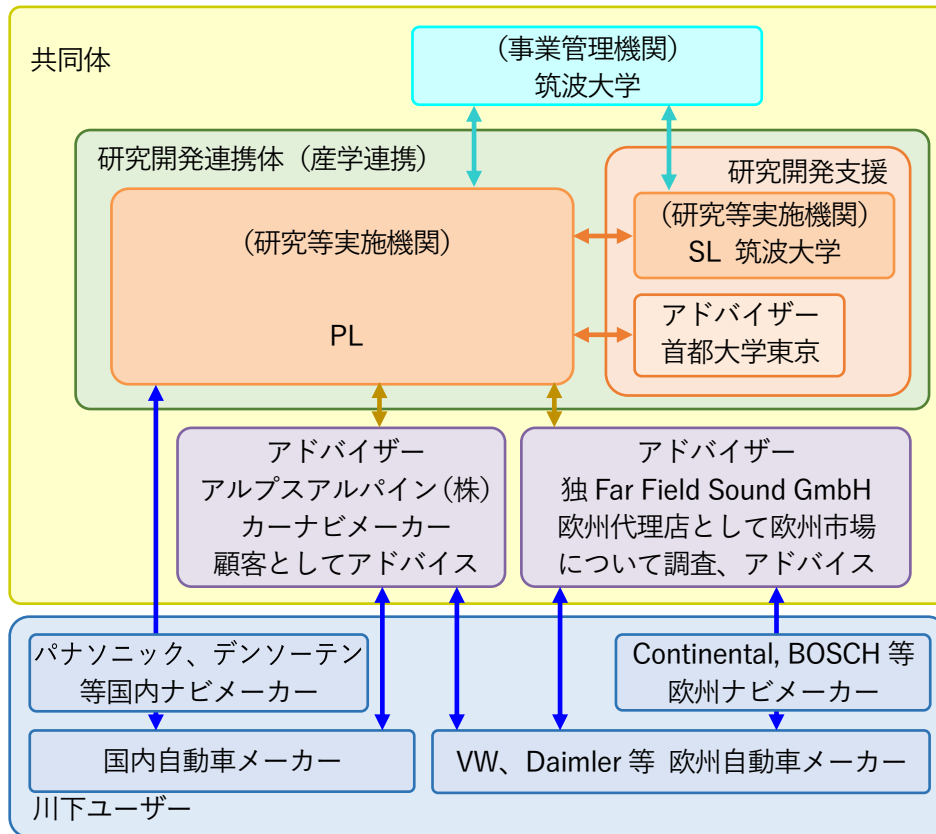 共同体
(事業管理機関)
筑波大学
研究開発連携体（産学連携）
研究開発支援
(研究等実施機関)
PL
(研究等実施機関)
SL 筑波大学
アドバイザー
首都大学東京
アドバイザー
アルプスアルパイン(株)
カーナビメーカー
顧客としてアドバイス
アドバイザー
独 Far Field Sound GmbH
欧州代理店として欧州市場
について調査、アドバイス
パナソニック、デンソーテン
等国内ナビメーカー
Continental, BOSCH 等
欧州ナビメーカー
国内自動車メーカー
VW、Daimler 等 欧州自動車メーカー
川下ユーザー